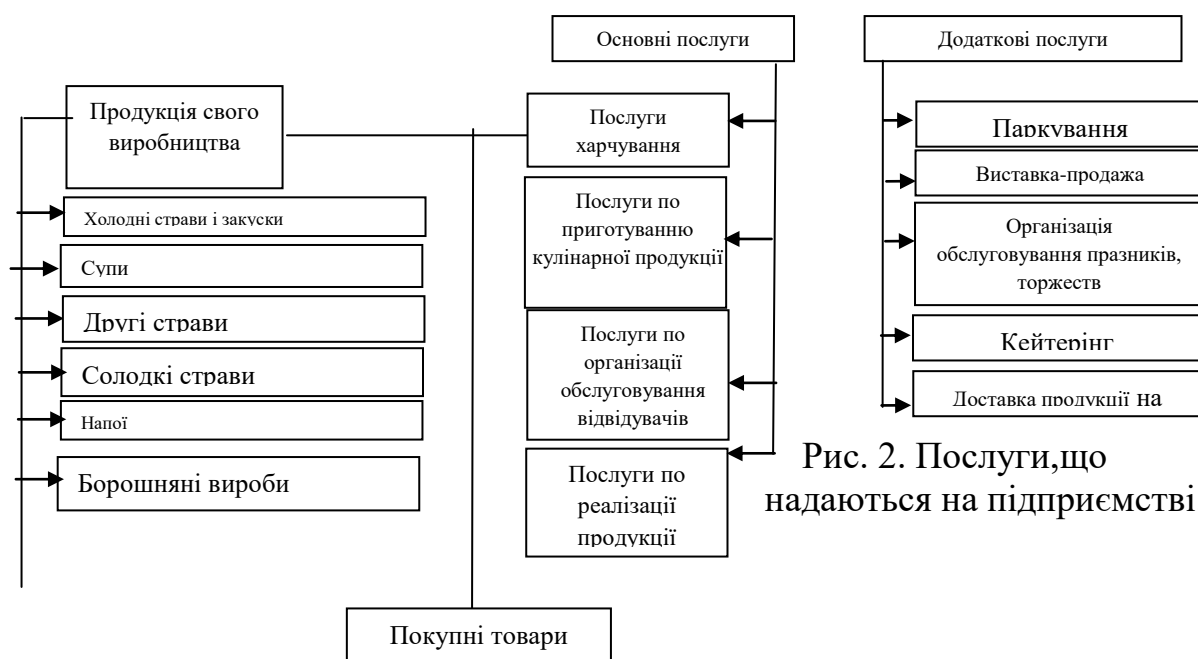 Основні послуги
Додаткові послуги
Продукція свого
виробництва
Послуги
харчування
Паркування
Виставка-продажа
Холодні страви і закуски
Послуги по
приготуванню
кулінарної продукції
Організація
обслуговування празників,
торжеств
Супи
Другі страви
Солодкі страви
Напої
Борошняні вироби
Послуги по
організації
обслуговування
відвідувачів
Кейтерінг
Доставка продукції на
Послуги по
реалізації
продукції
Рис. 2. Послуги,що
надаються на підприємстві
Покупні товари